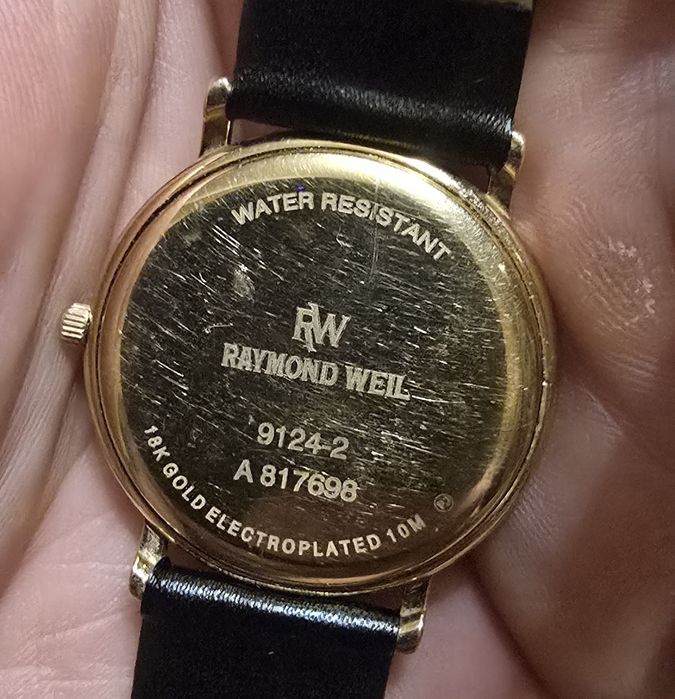 WATER RESISTANT
RW
RAYMOND WEIL
9124-2
A 817698
18K GOLD ELECTROPLATED 10M